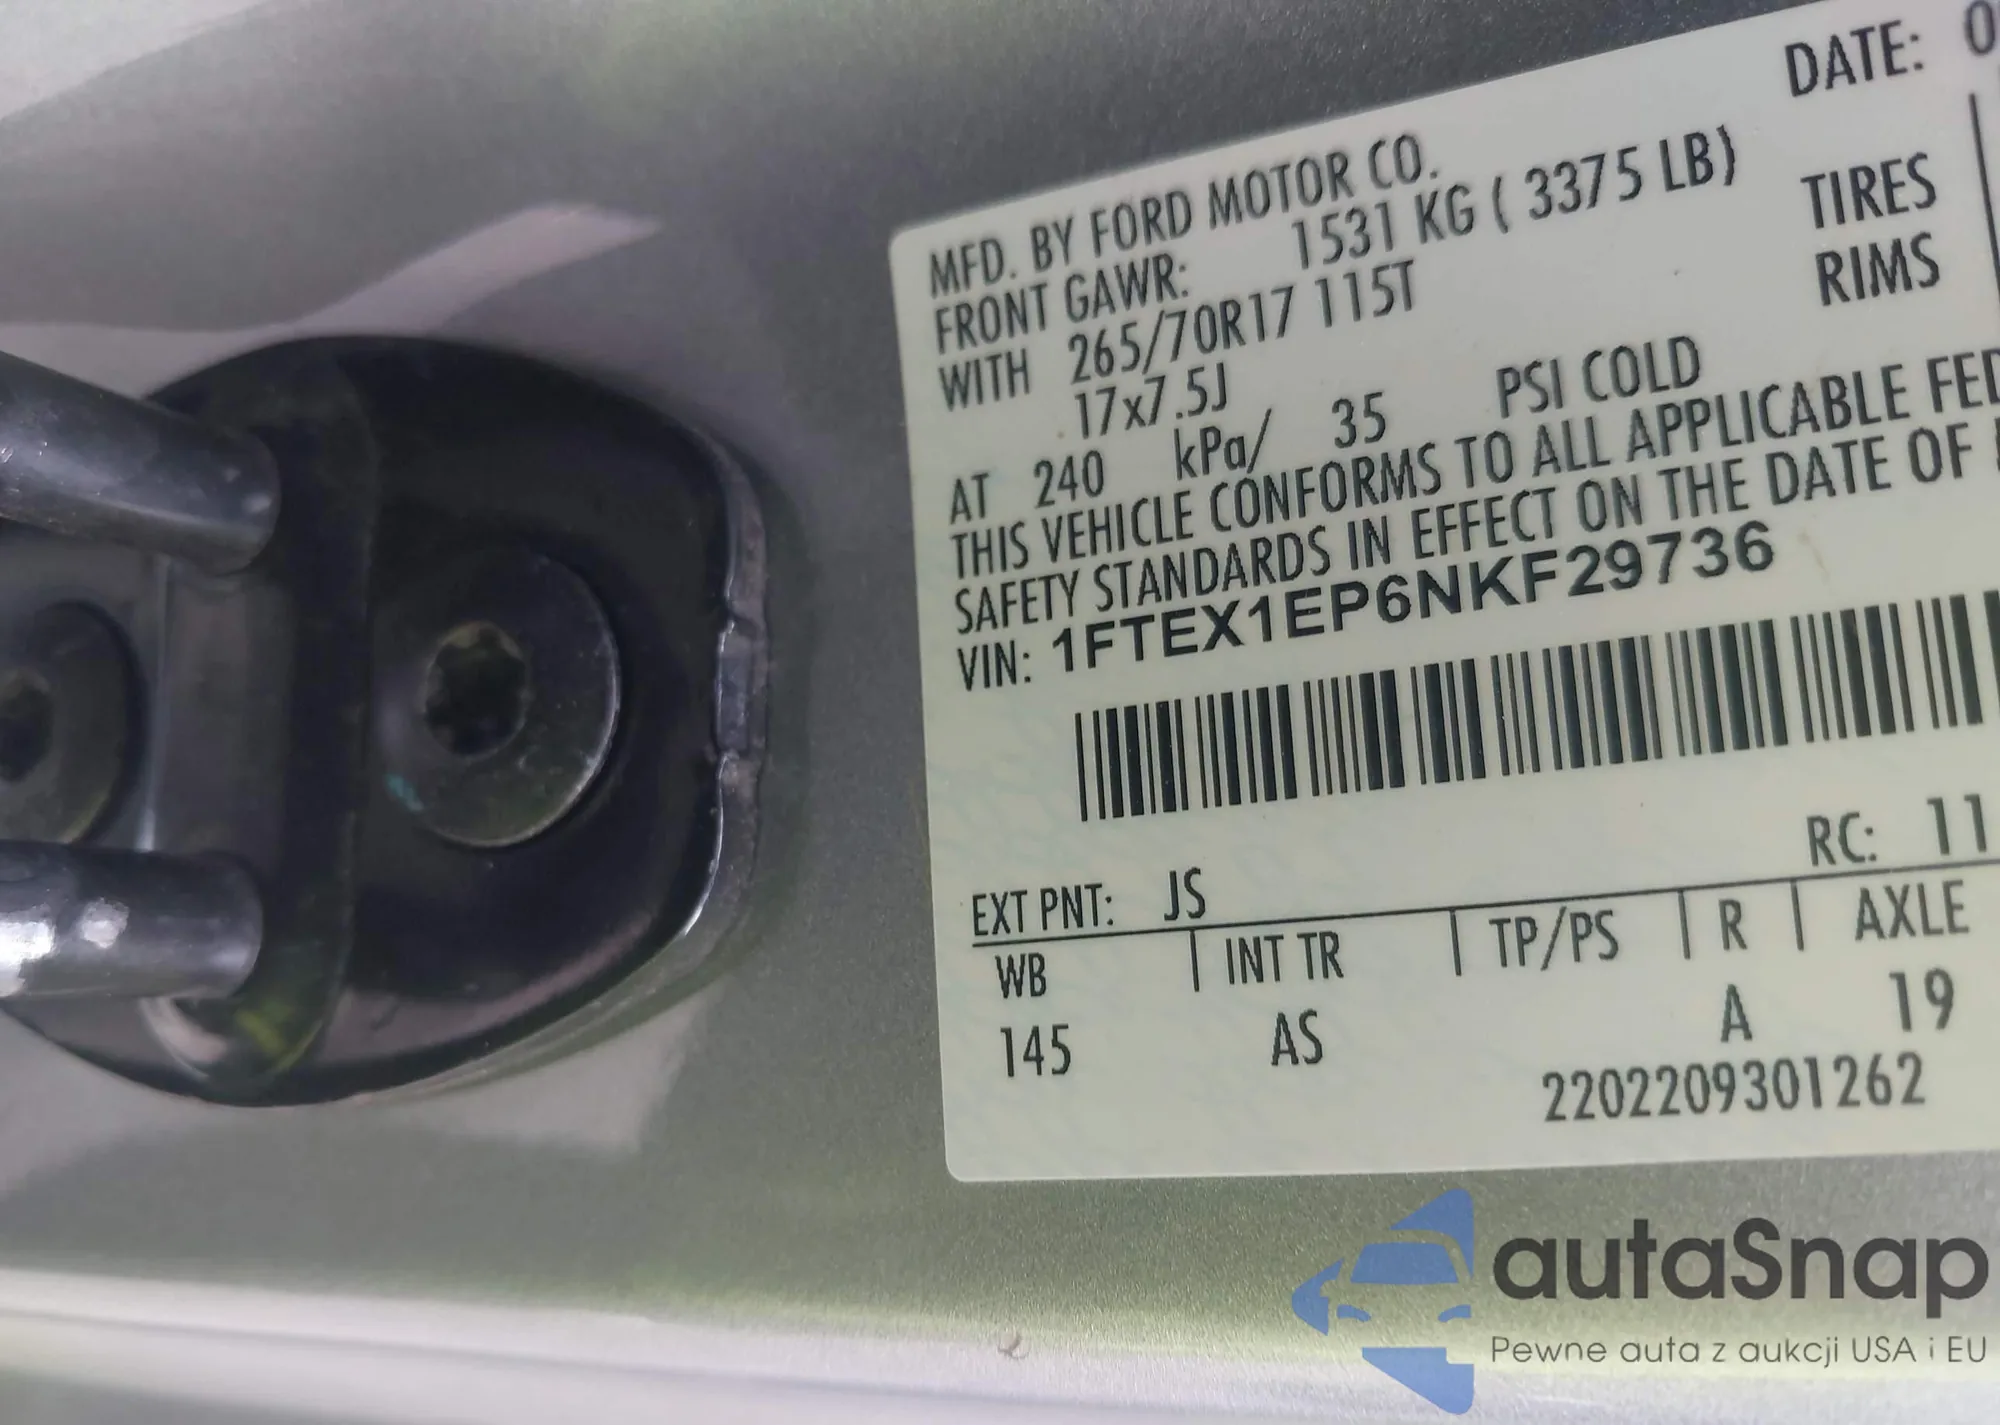 DATE: 0
MFD. BY FORD MOTOR CO.
FRONT GAWR: 1531 KG ( 3375 LB)
WITH 265/70R17 115T TIRES
17x7.5J RIMS
AT 240 kPa/ 35 PSI COLD
THIS VEHICLE CONFORMS TO ALL APPLICABLE FED
SAFETY STANDARDS IN EFFECT ON THE DATE OF
VIN: 1FTEX1EP6NKF29736
EXT PNT: JS RC: 11
WB | INT TR | TP/PS | R | AXLE
145 AS A 19
2202209301262
autaSnap
Pewne auta z aukcji USA i EU